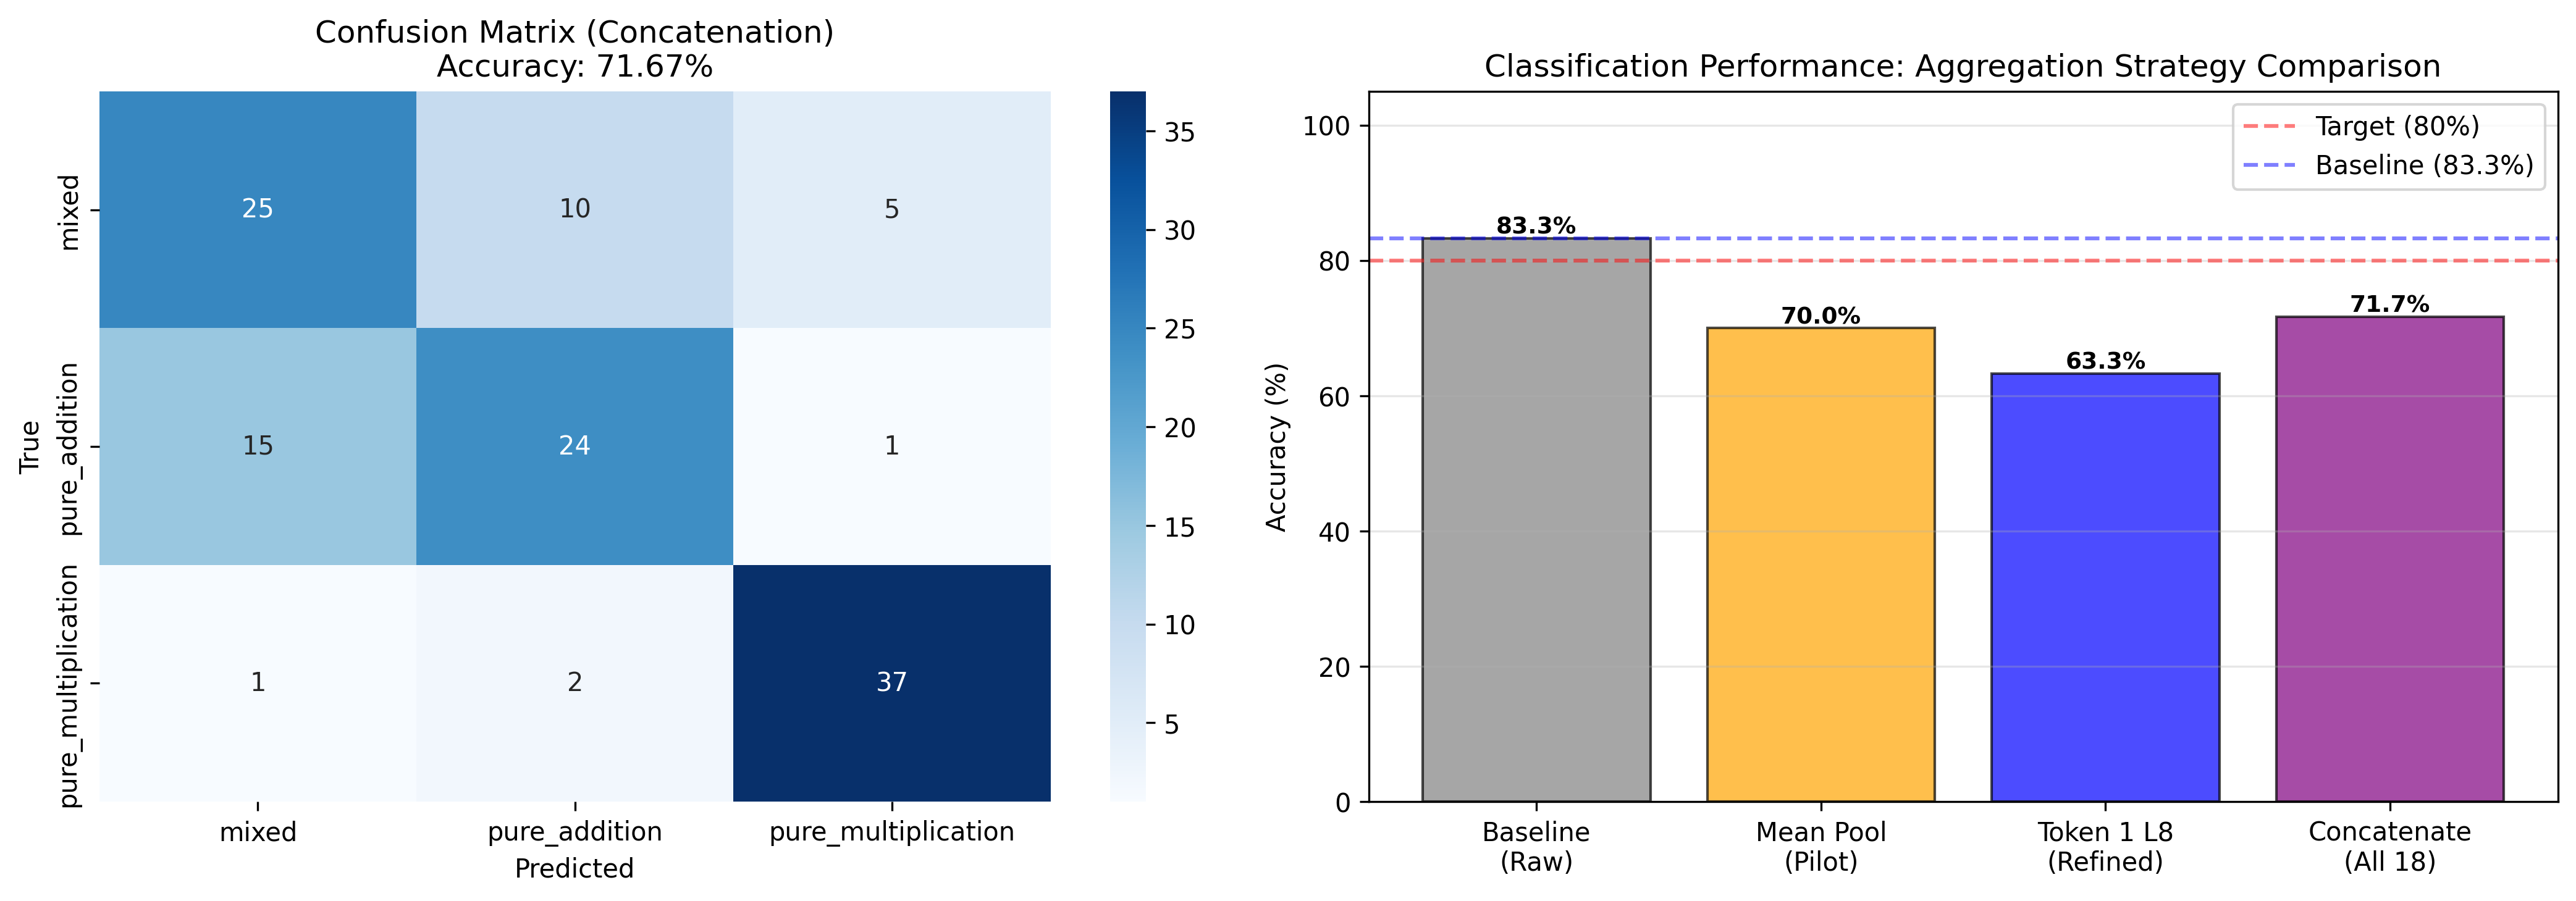 Confusion Matrix (Concatenation)
Accuracy: 71.67%
True
mixed
pure_addition
pure_multiplication
25
10
5
15
24
1
1
2
37
mixed
pure_addition
pure_multiplication
Predicted
35
30
25
20
15
10
5
Classification Performance: Aggregation Strategy Comparison
Target (80%)
Baseline (83.3%)
Accuracy (%)
100
80
60
40
20
0
83.3%
70.0%
63.3%
71.7%
Baseline
(Raw)
Mean Pool
(Pilot)
Token 1 L8
(Refined)
Concatenate
(All 18)